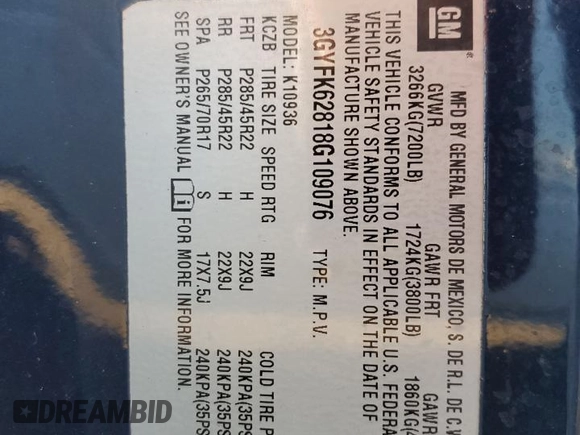 GM
MFD BY GENERAL MOTORS DE MEXICO, S. DE R.L. DE C.V
GVWR GAWR FRT GAWR
3266KG(7200LB) 1724KG(3800LB) 1860KG(4
THIS VEHICLE CONFORMS TO ALL APPLICABLE U.S. FEDERA
VEHICLE SAFETY STANDARDS IN EFFECT ON THE DATE OF
MANUFACTURE SHOWN ABOVE.
3GYFK62818G109076 TYPE: M.P.V.
MODEL: K10936
KCZB TIRE SIZE SPEED RTG RIM COLD TIRE P
FRT P285/45R22 H 22X9J 240KPA(35PS
RR P285/45R22 H 22X9J 240KPA(35PS
SPA P265/70R17 S 17X7.5J 240KPA(35PS
SEE OWNER'S MANUAL FOR MORE INFORMATION.
DREAMBID